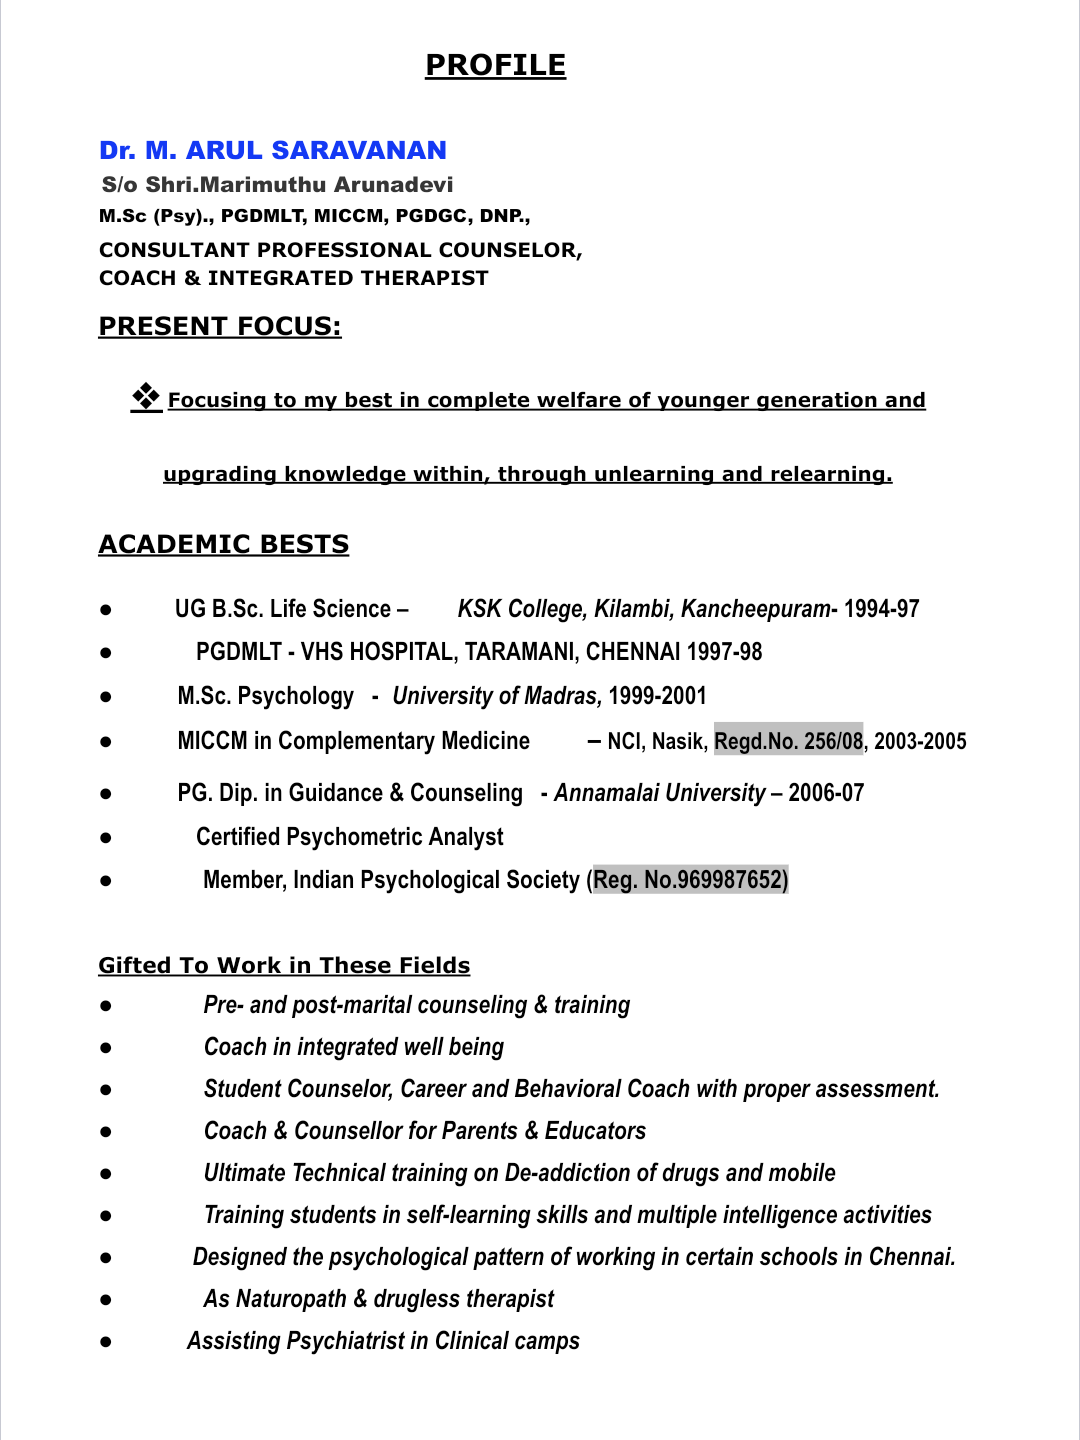 PROFILE
Dr. M. ARUL SARAVANAN
S/o Shri.Marimuthu Arunadevi
M.Sc (Psy)., PGDMLT, MICCM, PGDGC, DNP.,
CONSULTANT PROFESSIONAL COUNSELOR,
COACH & INTEGRATED THERAPIST
PRESENT FOCUS:
❖ Focusing to my best in complete welfare of younger generation and
upgrading knowledge within, through unlearning and relearning.
ACADEMIC BESTS
● UG B.Sc. Life Science – KSK College, Kilambi, Kancheepuram- 1994-97
● PGDMLT - VHS HOSPITAL, TARAMANI, CHENNAI 1997-98
● M.Sc. Psychology - University of Madras, 1999-2001
● MICCM in Complementary Medicine – NCI, Nasik, Regd.No. 256/08, 2003-2005
● PG. Dip. in Guidance & Counseling - Annamalai University – 2006-07
● Certified Psychometric Analyst
● Member, Indian Psychological Society (Reg. No.969987652)
Gifted To Work in These Fields
● Pre- and post-marital counseling & training
● Coach in integrated well being
● Student Counselor, Career and Behavioral Coach with proper assessment.
● Coach & Counsellor for Parents & Educators
● Ultimate Technical training on De-addiction of drugs and mobile
● Training students in self-learning skills and multiple intelligence activities
● Designed the psychological pattern of working in certain schools in Chennai.
● As Naturopath & drugless therapist
● Assisting Psychiatrist in Clinical camps